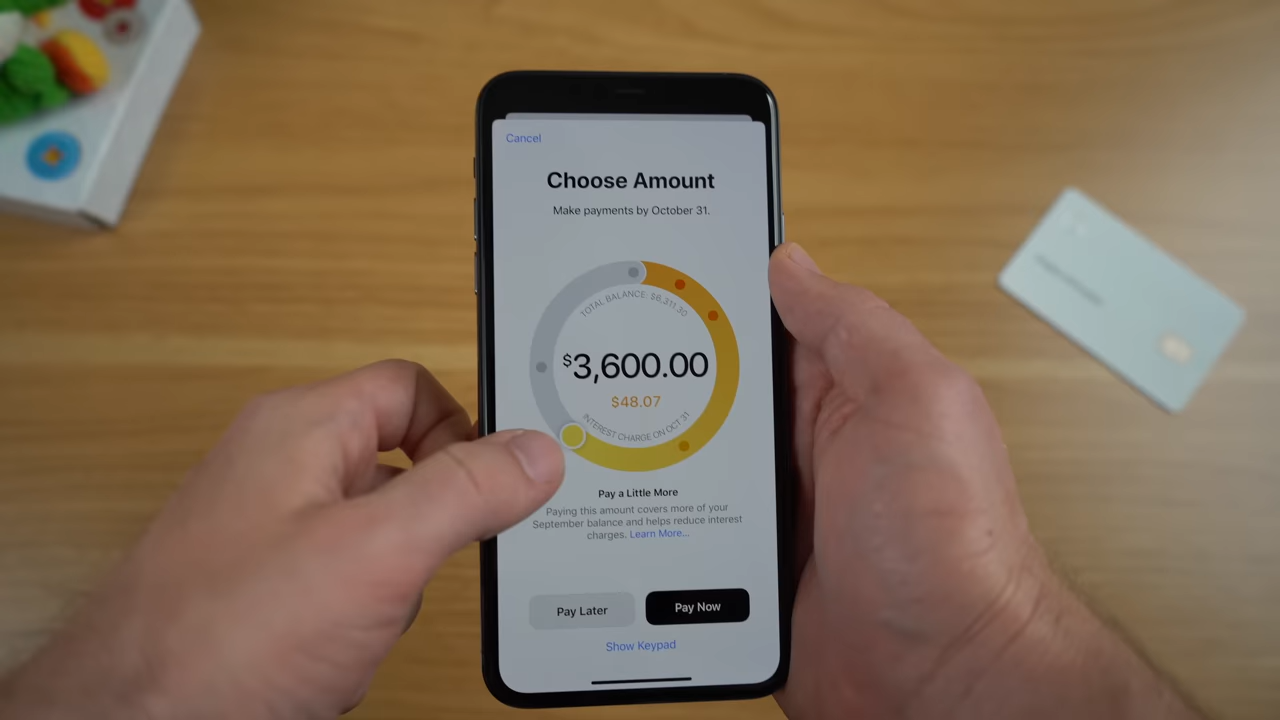 Cancel
Choose Amount
Make payments by October 31.
TOTAL BALANCE: $6,311.30
$3,600.00
$48.07
INTEREST CHARGE ON OCT 31
Pay a Little More
Paying this amount covers more of your
September balance and helps reduce interest
charges. Learn More...
Pay Later
Pay Now
Show Keypad